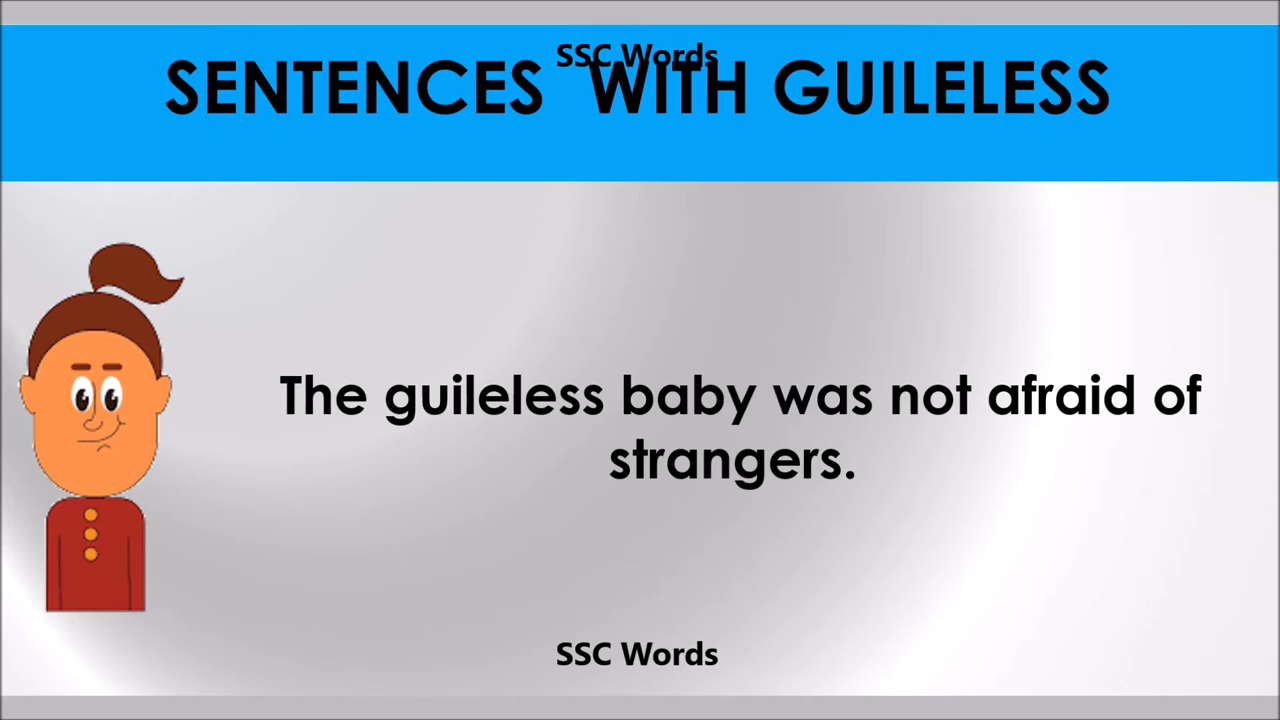 SSC Words
SENTENCES WITH GUILELESS
The guileless baby was not afraid of
strangers.
SSC Words